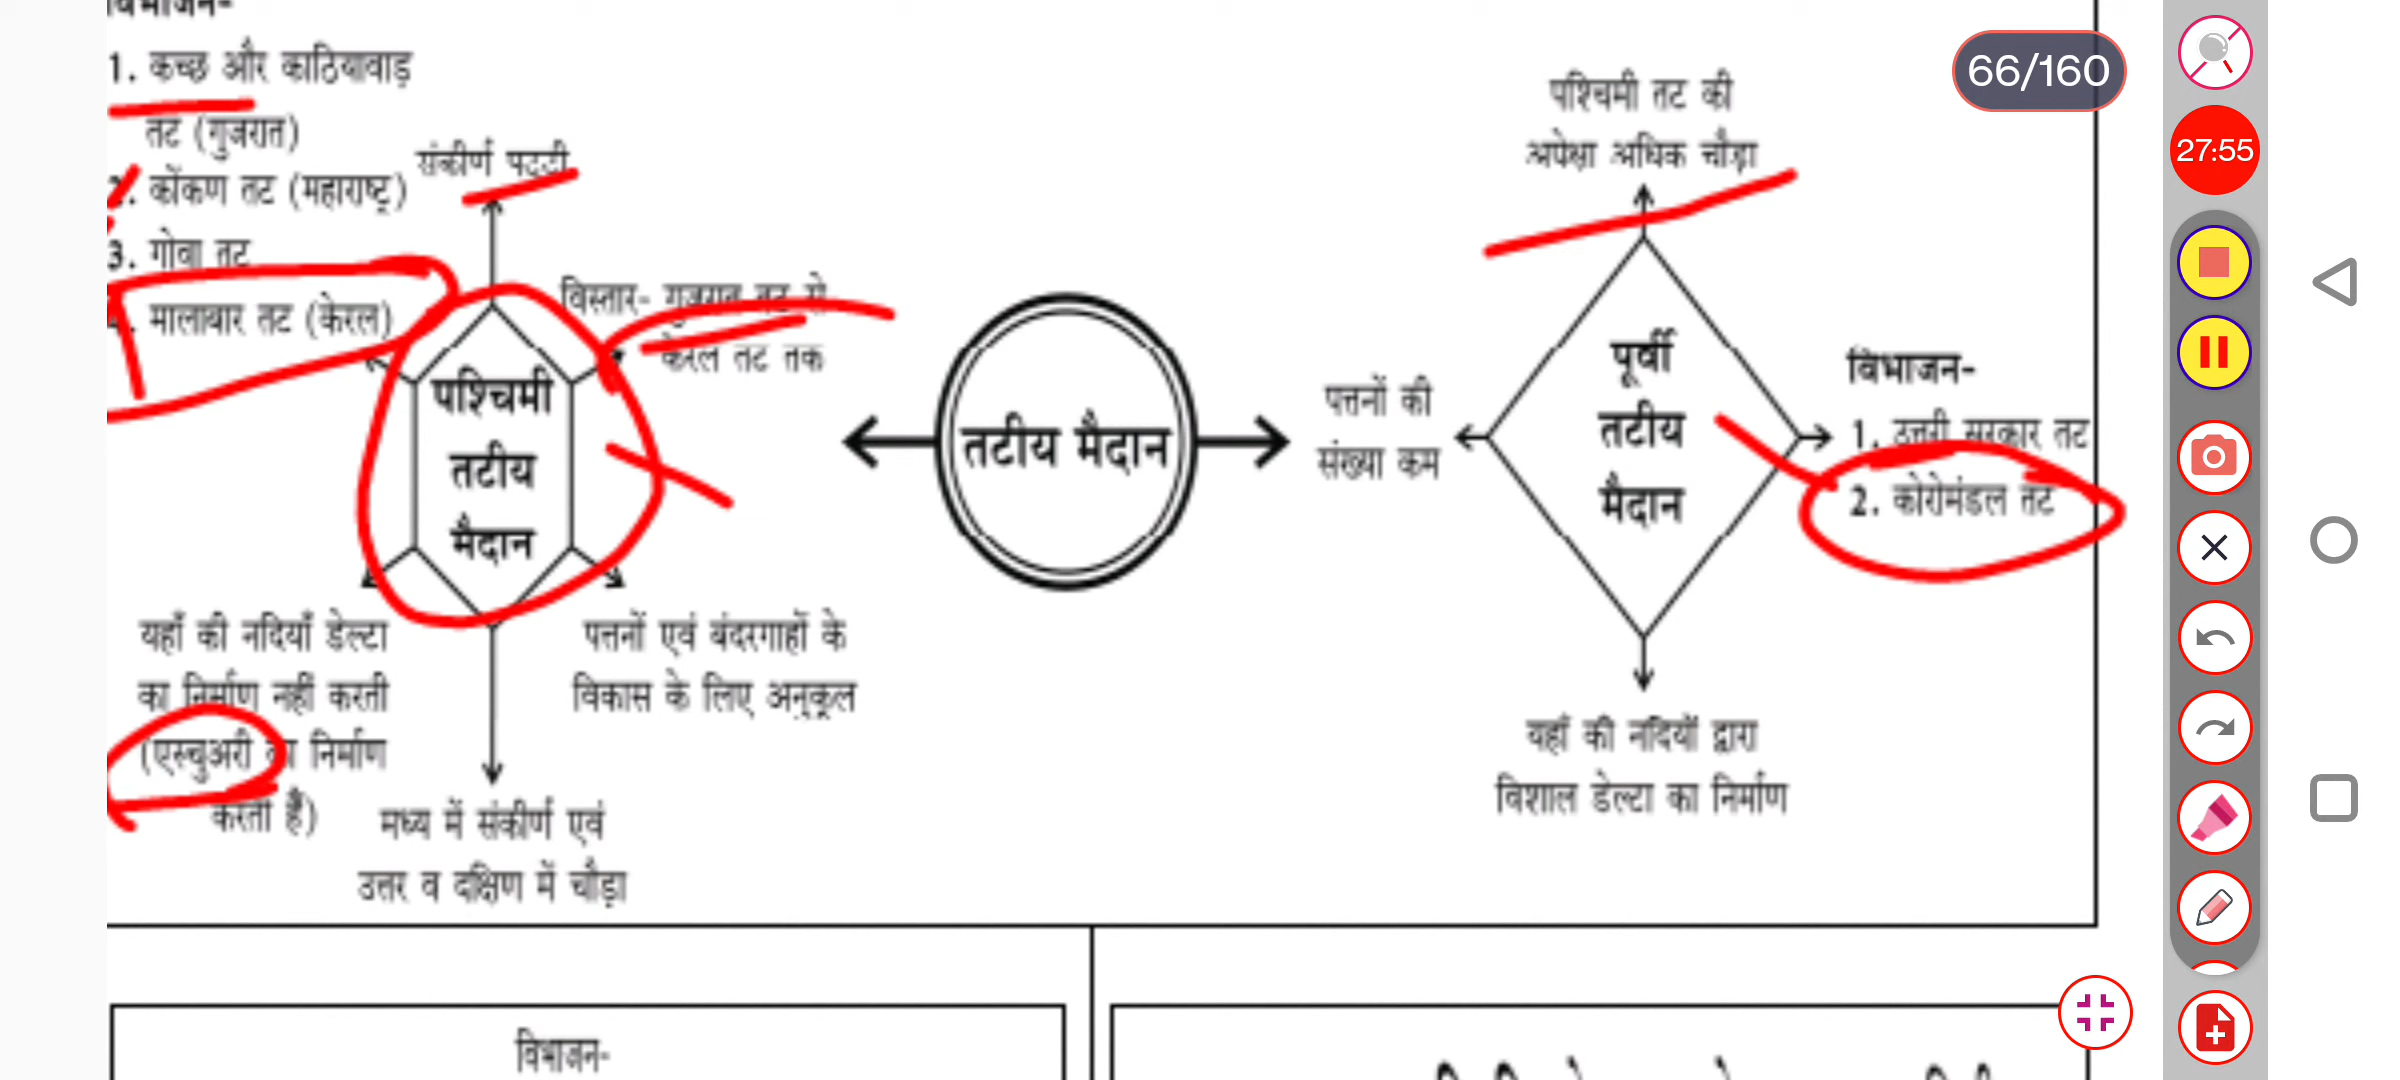 विभाजन-
1. कच्छ और काठियावाड़
तट (गुजरात)
2. कोंकण तट (महाराष्ट्र)
3. गोवा तट
मालाबार तट (केरल)
संकीर्ण पट्टी
विस्तार- गुजरात तट से
केरल तट तक
पश्चिमी
तटीय
मैदान
यहाँ की नदियाँ डेल्टा
का निर्माण नहीं करती
(एस्चुअरी का निर्माण
करती हैं)
पत्तनों एवं बंदरगाहों के
विकास के लिए अनुकूल
मध्य में संकीर्ण एवं
उत्तर व दक्षिण में चौड़ा
तटीय मैदान
पश्चिमी तट की
अपेक्षा अधिक चौड़ा
पत्तनों की
संख्या कम
पूर्वी
तटीय
मैदान
विभाजन-
1. उत्तरी सरकार तट
2. कोरोमंडल तट
यहाँ की नदियों द्वारा
विशाल डेल्टा का निर्माण
विभाजन-
66/160
27:55